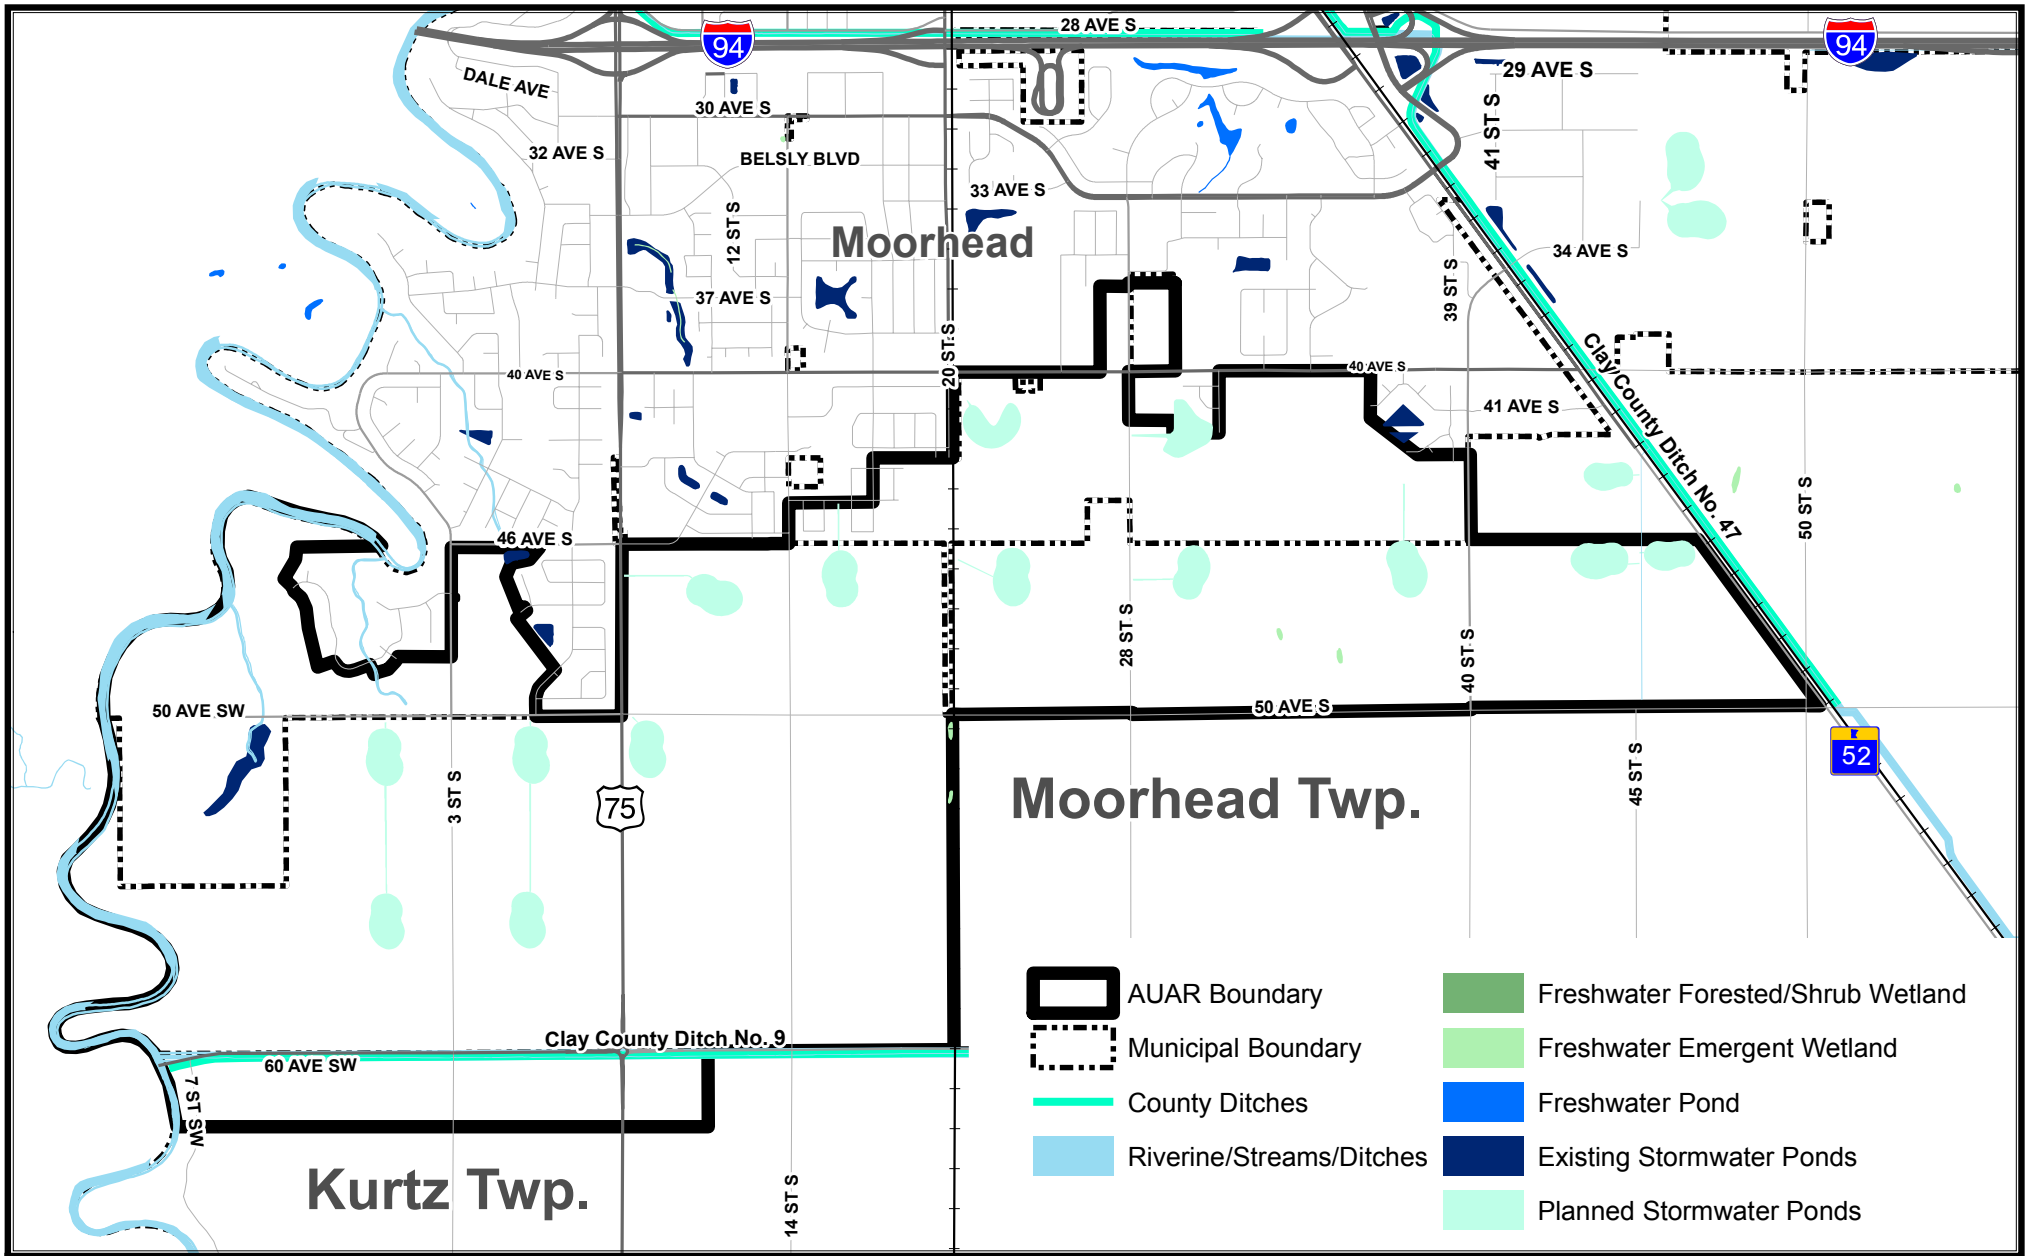 28 AVE S
94
94
DALE AVE
29 AVE S
30 AVE S
32 AVE S
BELSLY BLVD
41 ST S
33 AVE S
12 ST S
Moorhead
34 AVE S
39 ST S
37 AVE S
20 ST S
40 AVE S
40 AVE S
Clay County Ditch No. 47
41 AVE S
50 ST S
46 AVE S
28 ST S
40 ST S
50 AVE SW
50 AVE S
52
3 ST S
45 ST S
75
Moorhead Twp.
Clay County Ditch No. 9
60 AVE SW
7 ST SW
Kurtz Twp.
14 ST S
AUAR Boundary
Municipal Boundary
County Ditches
Riverine/Streams/Ditches
Freshwater Forested/Shrub Wetland
Freshwater Emergent Wetland
Freshwater Pond
Existing Stormwater Ponds
Planned Stormwater Ponds